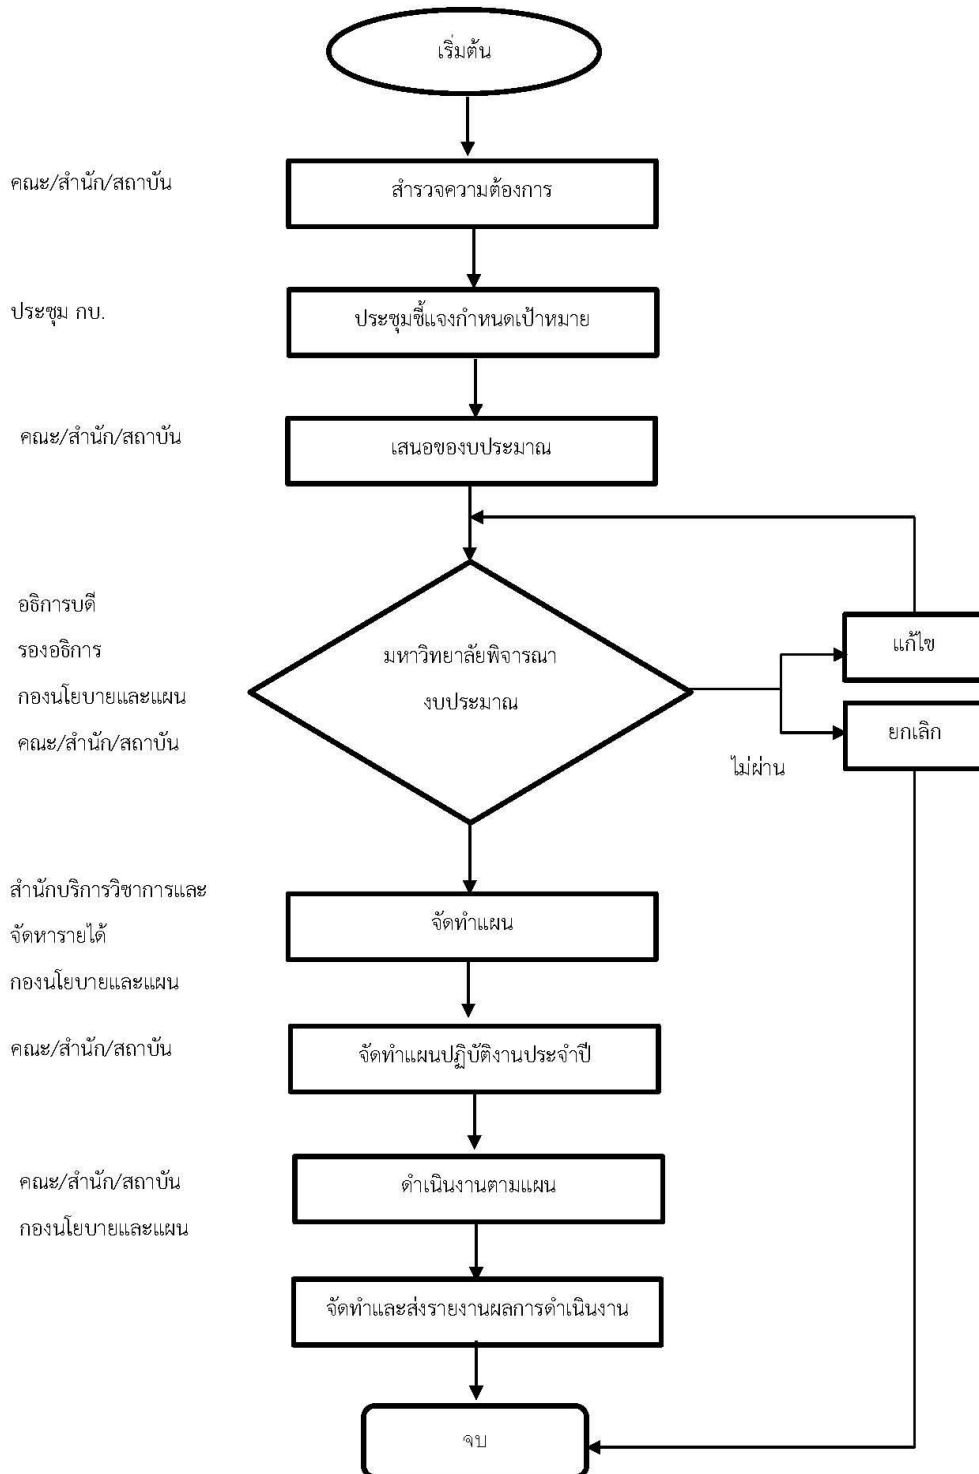 เริ่มต้น
คณะ/สำนัก/สถาบัน
สำรวจความต้องการ
ประชุม กบ.
ประชุมชี้แจงกำหนดเป้าหมาย
คณะ/สำนัก/สถาบัน
เสนอของบประมาณ
อธิการบดี
รองอธิการ
กองนโยบายและแผน
คณะ/สำนัก/สถาบัน
มหาวิทยาลัยพิจารณา
งบประมาณ
แก้ไข
ยกเลิก
ไม่ผ่าน
สำนักบริการวิชาการและ
จัดหารายได้
กองนโยบายและแผน
จัดทำแผน
คณะ/สำนัก/สถาบัน
จัดทำแผนปฏิบัติงานประจำปี
คณะ/สำนัก/สถาบัน
กองนโยบายและแผน
ดำเนินงานตามแผน
จัดทำและส่งรายงานผลการดำเนินงาน
จบ